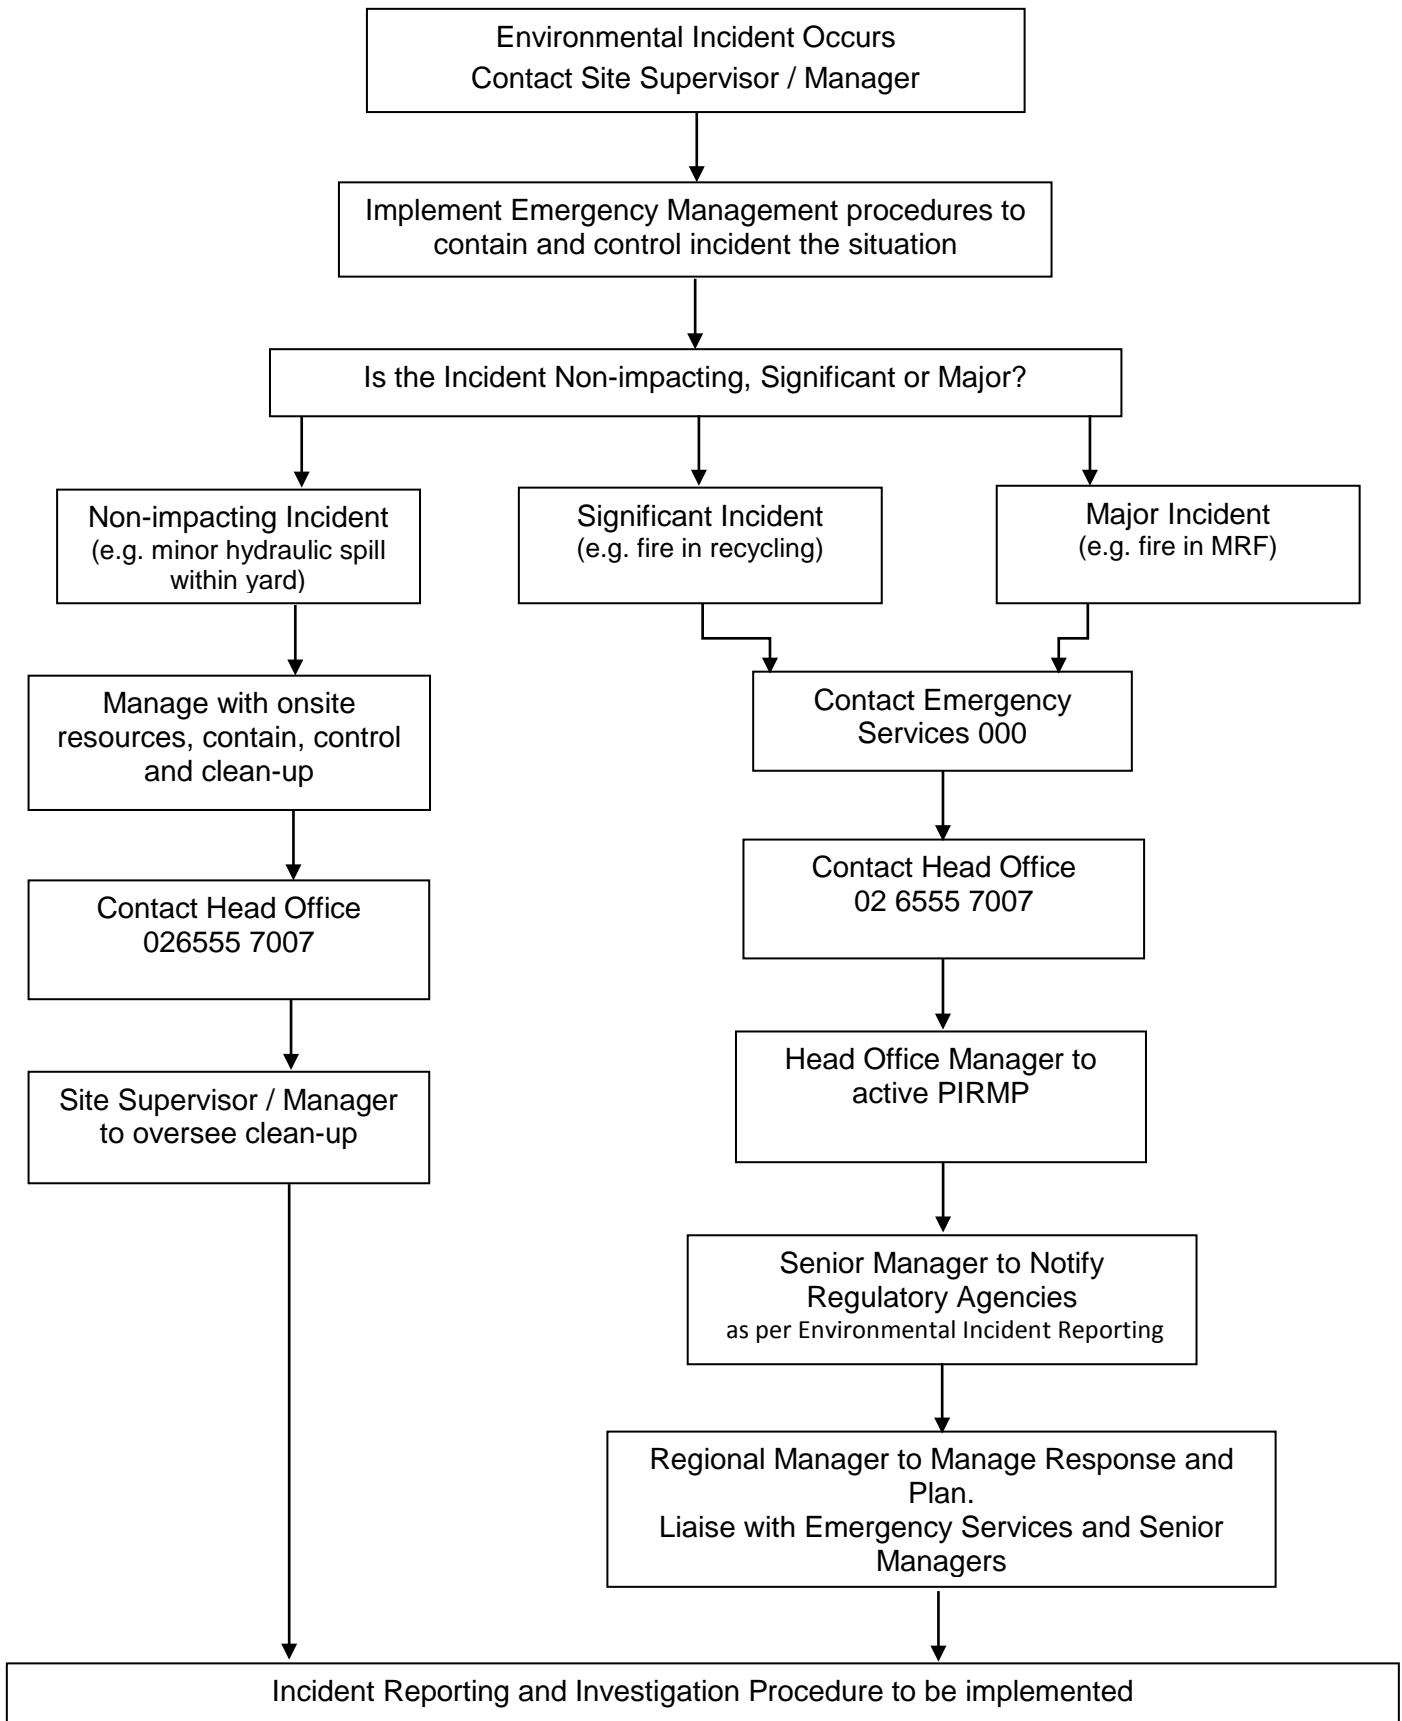 Environmental Incident Occurs
Contact Site Supervisor / Manager
Implement Emergency Management procedures to
contain and control incident the situation
Is the Incident Non-impacting, Significant or Major?
Non-impacting Incident
(e.g. minor hydraulic spill
within yard)
Significant Incident
(e.g. fire in recycling)
Major Incident
(e.g. fire in MRF)
Manage with onsite
resources, contain, control
and clean-up
Contact Head Office
026555 7007
Site Supervisor / Manager
to oversee clean-up
Contact Emergency
Services 000
Contact Head Office
02 6555 7007
Head Office Manager to
active PIRMP
Senior Manager to Notify
Regulatory Agencies
as per Environmental Incident Reporting
Regional Manager to Manage Response and
Plan.
Liaise with Emergency Services and Senior
Managers
Incident Reporting and Investigation Procedure to be implemented